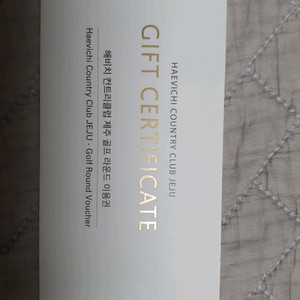 HAEVICHI COUNTRY CLUB JEJU
GIFT CERTIFICATE
해비치 컨트리클럽 제주 골프 라운드 이용권
Haevichi Country Club JEJU - Golf Round Voucher